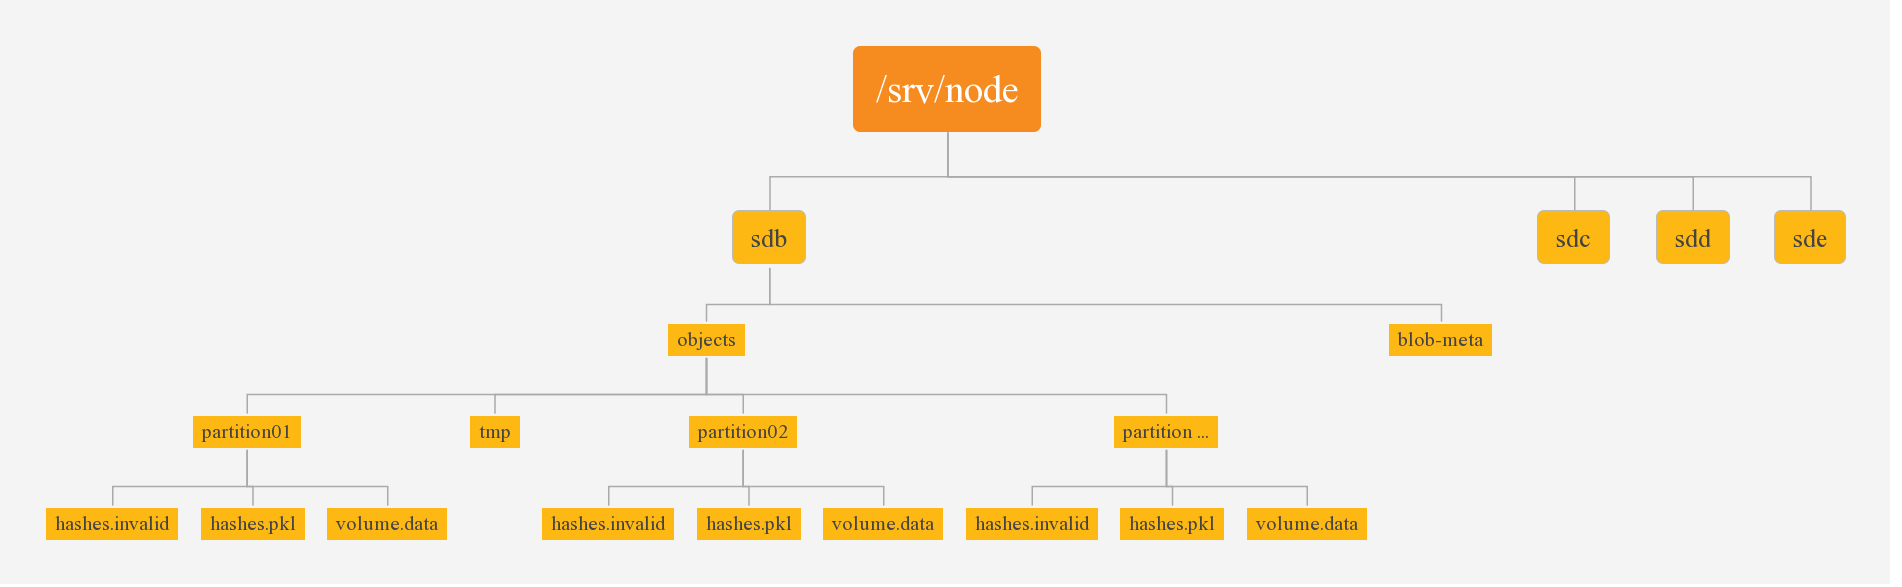 /srv/node
sdb
sdc
sdd
sde
objects
blob-meta
partition01
tmp
partition02
partition ...
hashes.invalid
hashes.pkl
volume.data
hashes.invalid
hashes.pkl
volume.data
hashes.invalid
hashes.pkl
volume.data